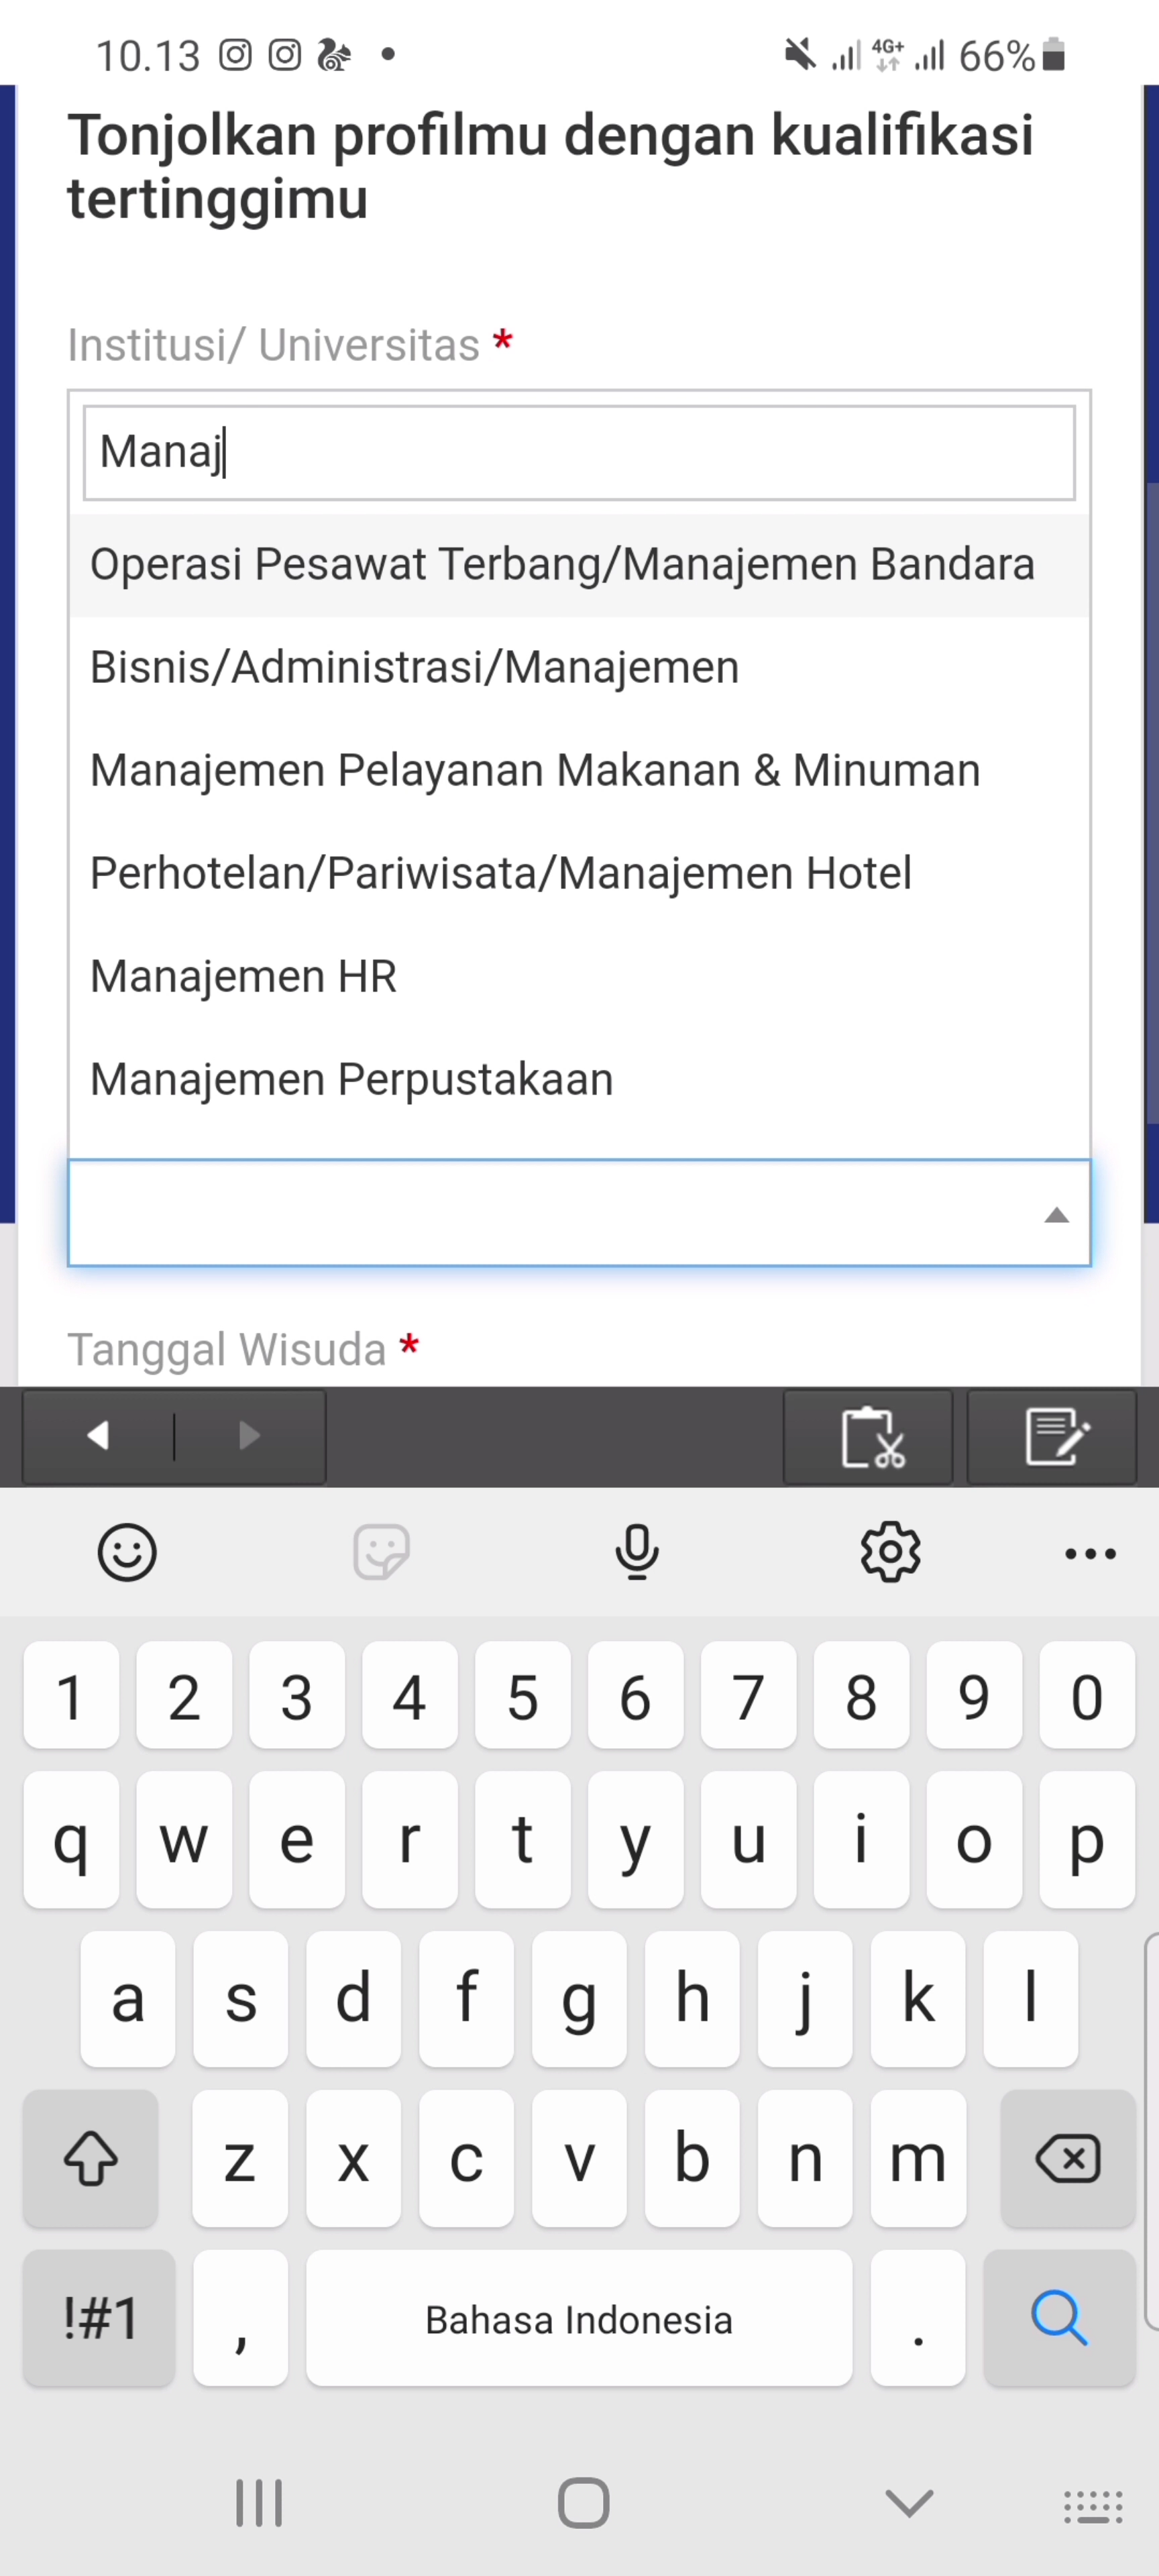 10.13
4G+
66%
Tonjolkan profilmu dengan kualifikasi
tertinggimu
Institusi/ Universitas *
Manaj
Operasi Pesawat Terbang/Manajemen Bandara
Bisnis/Administrasi/Manajemen
Manajemen Pelayanan Makanan & Minuman
Perhotelan/Pariwisata/Manajemen Hotel
Manajemen HR
Manajemen Perpustakaan
Tanggal Wisuda *
1 2 3 4 5 6 7 8 9 0
q w e r t y u i o p
a s d f g h j k l
z x c v b n m
!#1 , Bahasa Indonesia .